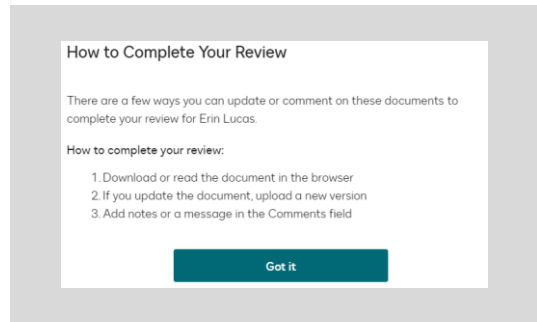 How to Complete Your Review
There are a few ways you can update or comment on these documents to
complete your review for Erin Lucas.
How to complete your review:
1. Download or read the document in the browser
2. If you update the document, upload a new version
3. Add notes or a message in the Comments field
Got it